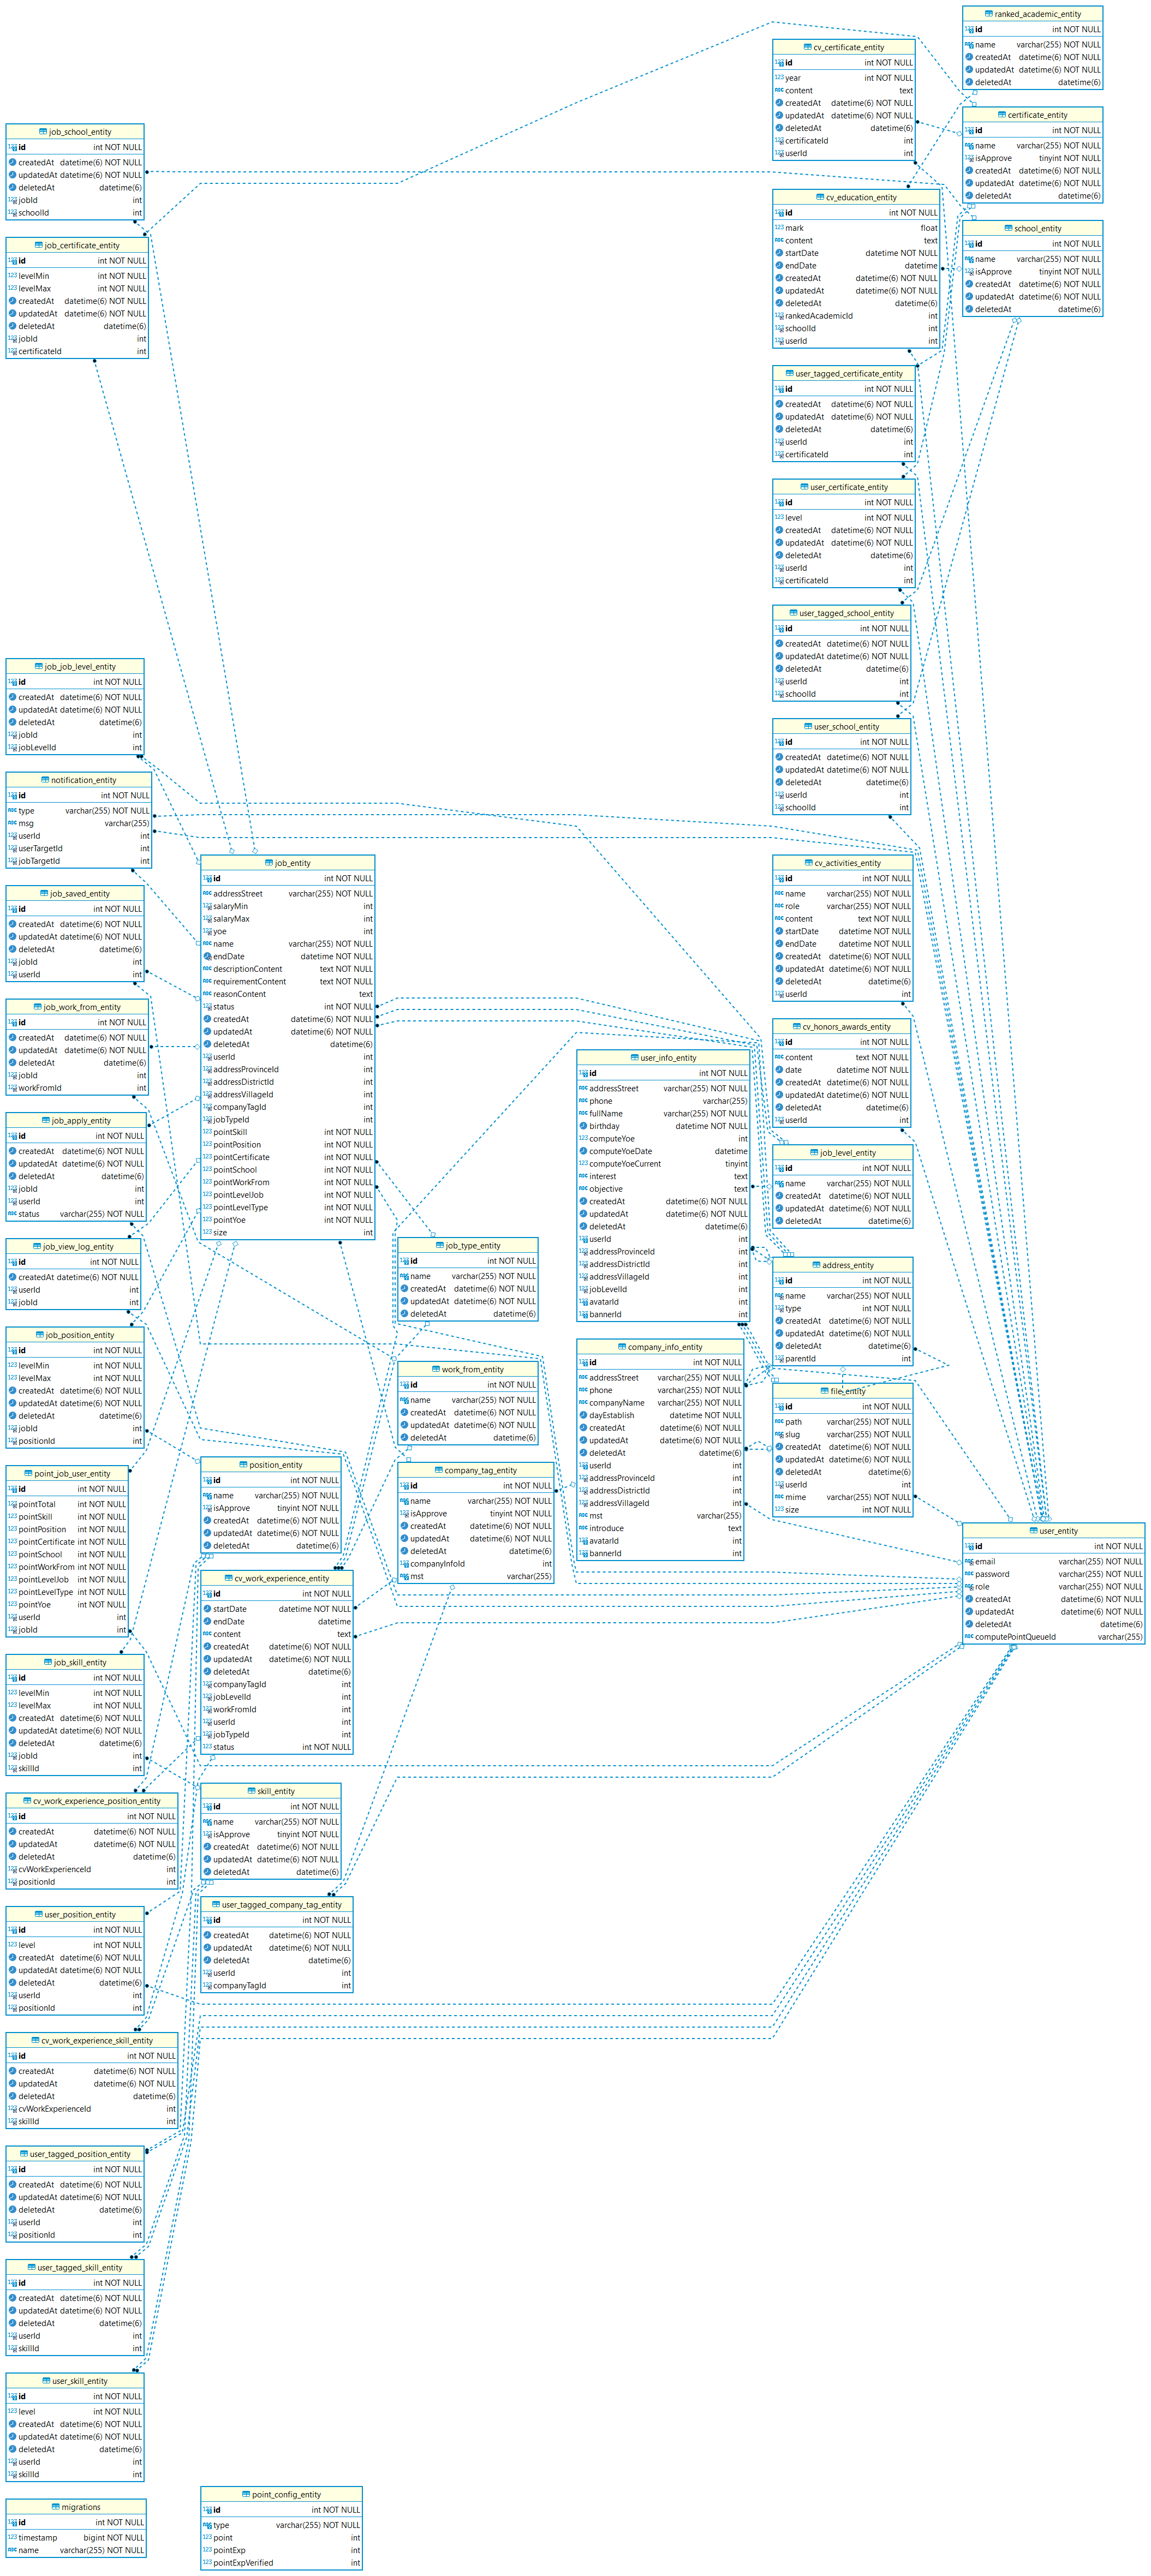 ranked_academic_entity
id int NOT NULL
name varchar(255) NOT NULL
createdAt datetime(6) NOT NULL
updatedAt datetime(6) NOT NULL
deletedAt datetime(6)
cv_certificate_entity
id int NOT NULL
year int NOT NULL
content text
createdAt datetime(6) NOT NULL
updatedAt datetime(6) NOT NULL
deletedAt datetime(6)
certificateId int
userId int
certificate_entity
id int NOT NULL
name varchar(255) NOT NULL
isApprove tinyint NOT NULL
createdAt datetime(6) NOT NULL
updatedAt datetime(6) NOT NULL
deletedAt datetime(6)
job_school_entity
id int NOT NULL
createdAt datetime(6) NOT NULL
updatedAt datetime(6) NOT NULL
deletedAt datetime(6)
jobId int
schoolId int
cv_education_entity
id int NOT NULL
mark float
content text
startDate datetime NOT NULL
endDate datetime
createdAt datetime(6) NOT NULL
updatedAt datetime(6) NOT NULL
deletedAt datetime(6)
rankedAcademicId int
schoolId int
userId int
school_entity
id int NOT NULL
name varchar(255) NOT NULL
isApprove tinyint NOT NULL
createdAt datetime(6) NOT NULL
updatedAt datetime(6) NOT NULL
deletedAt datetime(6)
job_certificate_entity
id int NOT NULL
levelMin int NOT NULL
levelMax int NOT NULL
createdAt datetime(6) NOT NULL
updatedAt datetime(6) NOT NULL
deletedAt datetime(6)
jobId int
certificateId int
user_tagged_certificate_entity
id int NOT NULL
createdAt datetime(6) NOT NULL
updatedAt datetime(6) NOT NULL
deletedAt datetime(6)
userId int
certificateId int
user_certificate_entity
id int NOT NULL
level int NOT NULL
createdAt datetime(6) NOT NULL
updatedAt datetime(6) NOT NULL
deletedAt datetime(6)
userId int
certificateId int
user_tagged_school_entity
id int NOT NULL
createdAt datetime(6) NOT NULL
updatedAt datetime(6) NOT NULL
deletedAt datetime(6)
userId int
schoolId int
job_job_level_entity
id int NOT NULL
createdAt datetime(6) NOT NULL
updatedAt datetime(6) NOT NULL
deletedAt datetime(6)
jobId int
jobLevelId int
user_school_entity
id int NOT NULL
createdAt datetime(6) NOT NULL
updatedAt datetime(6) NOT NULL
deletedAt datetime(6)
userId int
schoolId int
notification_entity
id int NOT NULL
type varchar(255) NOT NULL
msg varchar(255)
userId int
userTargetId int
jobTargetId int
job_entity
id int NOT NULL
addressStreet varchar(255) NOT NULL
salaryMin int
salaryMax int
yoe int
name varchar(255) NOT NULL
endDate datetime NOT NULL
descriptionContent text NOT NULL
requirementContent text NOT NULL
reasonContent text
status int NOT NULL
createdAt datetime(6) NOT NULL
updatedAt datetime(6) NOT NULL
deletedAt datetime(6)
userId int
addressProvinceId int
addressDistrictId int
addressVillageId int
companyTagId int
jobTypeId int
pointSkill int NOT NULL
pointPosition int NOT NULL
pointCertificate int NOT NULL
pointSchool int NOT NULL
pointWorkFrom int NOT NULL
pointLevelJob int NOT NULL
pointLevelType int NOT NULL
pointYoe int NOT NULL
size int
cv_activities_entity
id int NOT NULL
name varchar(255) NOT NULL
role varchar(255) NOT NULL
content text NOT NULL
startDate datetime NOT NULL
endDate datetime NOT NULL
createdAt datetime(6) NOT NULL
updatedAt datetime(6) NOT NULL
deletedAt datetime(6)
userId int
job_saved_entity
id int NOT NULL
createdAt datetime(6) NOT NULL
updatedAt datetime(6) NOT NULL
deletedAt datetime(6)
jobId int
userId int
job_work_from_entity
id int NOT NULL
createdAt datetime(6) NOT NULL
updatedAt datetime(6) NOT NULL
deletedAt datetime(6)
jobId int
workFromId int
cv_honors_awards_entity
id int NOT NULL
content text NOT NULL
date datetime NOT NULL
createdAt datetime(6) NOT NULL
updatedAt datetime(6) NOT NULL
deletedAt datetime(6)
userId int
user_info_entity
id int NOT NULL
addressStreet varchar(255) NOT NULL
phone varchar(255)
fullName varchar(255) NOT NULL
birthday datetime NOT NULL
computeYoe int
computeYoeDate datetime
computeYoeCurrent tinyint
interest text
objective text
createdAt datetime(6) NOT NULL
updatedAt datetime(6) NOT NULL
deletedAt datetime(6)
userId int
addressProvinceId int
addressDistrictId int
addressVillageId int
jobLevelId int
avatarId int
bannerId int
job_apply_entity
id int NOT NULL
createdAt datetime(6) NOT NULL
updatedAt datetime(6) NOT NULL
deletedAt datetime(6)
jobId int
userId int
status varchar(255) NOT NULL
job_level_entity
id int NOT NULL
name varchar(255) NOT NULL
createdAt datetime(6) NOT NULL
updatedAt datetime(6) NOT NULL
deletedAt datetime(6)
job_view_log_entity
id int NOT NULL
createdAt datetime(6) NOT NULL
userId int
jobId int
job_type_entity
id int NOT NULL
name varchar(255) NOT NULL
createdAt datetime(6) NOT NULL
updatedAt datetime(6) NOT NULL
deletedAt datetime(6)
address_entity
id int NOT NULL
name varchar(255) NOT NULL
type int NOT NULL
createdAt datetime(6) NOT NULL
updatedAt datetime(6) NOT NULL
deletedAt datetime(6)
parentId int
job_position_entity
id int NOT NULL
levelMin int NOT NULL
levelMax int NOT NULL
createdAt datetime(6) NOT NULL
updatedAt datetime(6) NOT NULL
deletedAt datetime(6)
jobId int
positionId int
company_info_entity
id int NOT NULL
addressStreet varchar(255) NOT NULL
phone varchar(255) NOT NULL
companyName varchar(255) NOT NULL
dayEstablish datetime NOT NULL
createdAt datetime(6) NOT NULL
updatedAt datetime(6) NOT NULL
deletedAt datetime(6)
userId int
addressProvinceId int
addressDistrictId int
addressVillageId int
mst varchar(255)
introduce text
avatarId int
bannerId int
work_from_entity
id int NOT NULL
name varchar(255) NOT NULL
createdAt datetime(6) NOT NULL
updatedAt datetime(6) NOT NULL
deletedAt datetime(6)
file_entity
id int NOT NULL
path varchar(255) NOT NULL
slug varchar(255) NOT NULL
createdAt datetime(6) NOT NULL
updatedAt datetime(6) NOT NULL
deletedAt datetime(6)
userId int
mime varchar(255) NOT NULL
size int NOT NULL
position_entity
id int NOT NULL
name varchar(255) NOT NULL
isApprove tinyint NOT NULL
createdAt datetime(6) NOT NULL
updatedAt datetime(6) NOT NULL
deletedAt datetime(6)
company_tag_entity
id int NOT NULL
name varchar(255) NOT NULL
isApprove tinyint NOT NULL
createdAt datetime(6) NOT NULL
updatedAt datetime(6) NOT NULL
deletedAt datetime(6)
companyInfoId int
mst varchar(255)
point_job_user_entity
id int NOT NULL
pointTotal int NOT NULL
pointSkill int NOT NULL
pointPosition int NOT NULL
pointCertificate int NOT NULL
pointSchool int NOT NULL
pointWorkFrom int NOT NULL
pointLevelJob int NOT NULL
pointLevelType int NOT NULL
pointYoe int NOT NULL
userId int
jobId int
user_entity
id int NOT NULL
email varchar(255) NOT NULL
password varchar(255) NOT NULL
role varchar(255) NOT NULL
createdAt datetime(6) NOT NULL
updatedAt datetime(6) NOT NULL
deletedAt datetime(6)
computePointQueueId varchar(255)
cv_work_experience_entity
id int NOT NULL
startDate datetime NOT NULL
endDate datetime
content text
createdAt datetime(6) NOT NULL
updatedAt datetime(6) NOT NULL
deletedAt datetime(6)
companyTagId int
jobLevelId int
workFromId int
userId int
jobTypeId int
status int NOT NULL
job_skill_entity
id int NOT NULL
levelMin int NOT NULL
levelMax int NOT NULL
createdAt datetime(6) NOT NULL
updatedAt datetime(6) NOT NULL
deletedAt datetime(6)
jobId int
skillId int
skill_entity
id int NOT NULL
name varchar(255) NOT NULL
isApprove tinyint NOT NULL
createdAt datetime(6) NOT NULL
updatedAt datetime(6) NOT NULL
deletedAt datetime(6)
cv_work_experience_position_entity
id int NOT NULL
createdAt datetime(6) NOT NULL
updatedAt datetime(6) NOT NULL
deletedAt datetime(6)
cvWorkExperienceId int
positionId int
user_tagged_company_tag_entity
id int NOT NULL
createdAt datetime(6) NOT NULL
updatedAt datetime(6) NOT NULL
deletedAt datetime(6)
userId int
companyTagId int
user_position_entity
id int NOT NULL
level int NOT NULL
createdAt datetime(6) NOT NULL
updatedAt datetime(6) NOT NULL
deletedAt datetime(6)
userId int
positionId int
cv_work_experience_skill_entity
id int NOT NULL
createdAt datetime(6) NOT NULL
updatedAt datetime(6) NOT NULL
deletedAt datetime(6)
cvWorkExperienceId int
skillId int
user_tagged_position_entity
id int NOT NULL
createdAt datetime(6) NOT NULL
updatedAt datetime(6) NOT NULL
deletedAt datetime(6)
userId int
positionId int
user_tagged_skill_entity
id int NOT NULL
createdAt datetime(6) NOT NULL
updatedAt datetime(6) NOT NULL
deletedAt datetime(6)
userId int
skillId int
user_skill_entity
id int NOT NULL
level int NOT NULL
createdAt datetime(6) NOT NULL
updatedAt datetime(6) NOT NULL
deletedAt datetime(6)
userId int
skillId int
migrations
id int NOT NULL
timestamp bigint NOT NULL
name varchar(255) NOT NULL
point_config_entity
id int NOT NULL
type varchar(255) NOT NULL
point int
pointExp int
pointExpVerified int